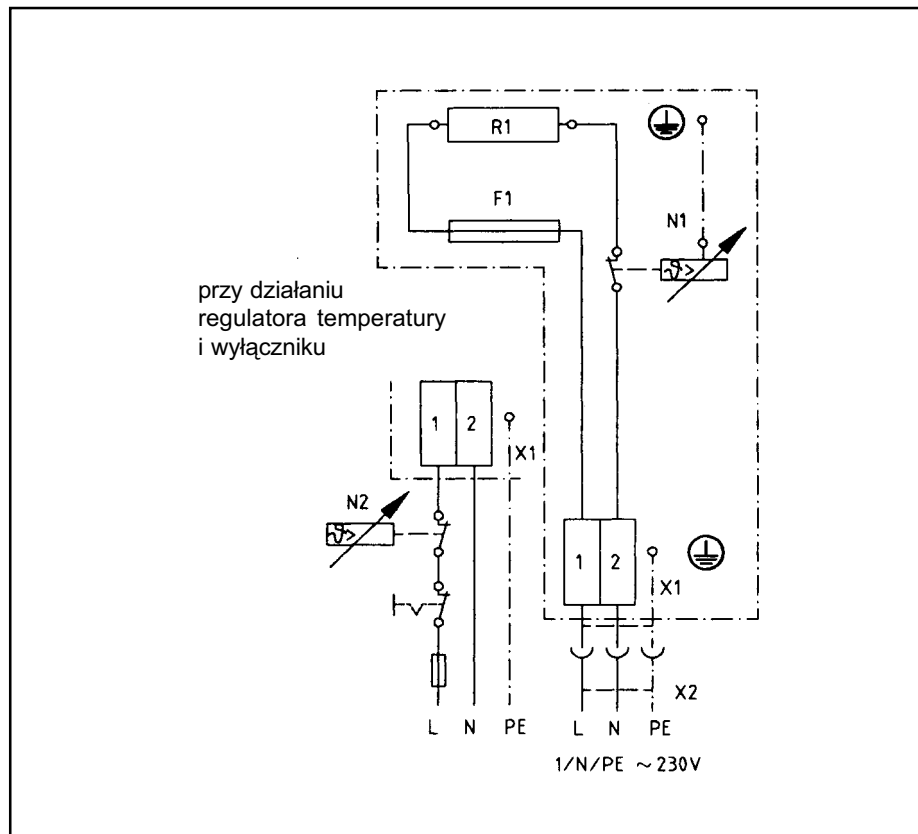 R1
F1
N1
przy działaniu
regulatora temperatury
i wyłączniku
1 2
X1
N2
1 2
X1
X2
L N PE
L N PE
1/N/PE ~ 230V